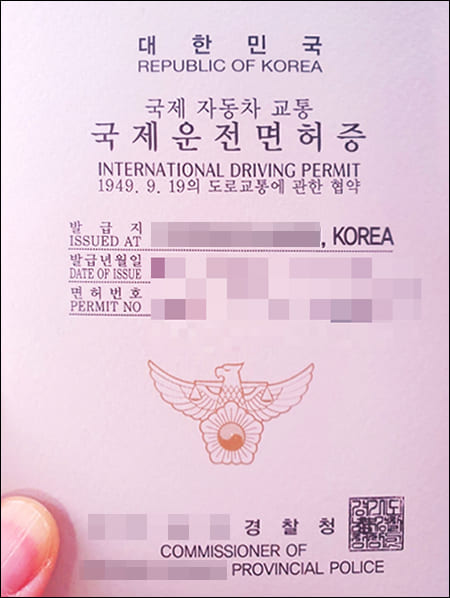 대한민국
REPUBLIC OF KOREA
국제 자동차 교통
국제운전면허증
INTERNATIONAL DRIVING PERMIT
1949. 9. 19의 도로교통에 관한 협약
발급지
ISSUED AT , KOREA
발급년월일
DATE OF ISSUE
면허번호
PERMIT NO
경찰청
COMMISSIONER OF
PROVINCIAL POLICE